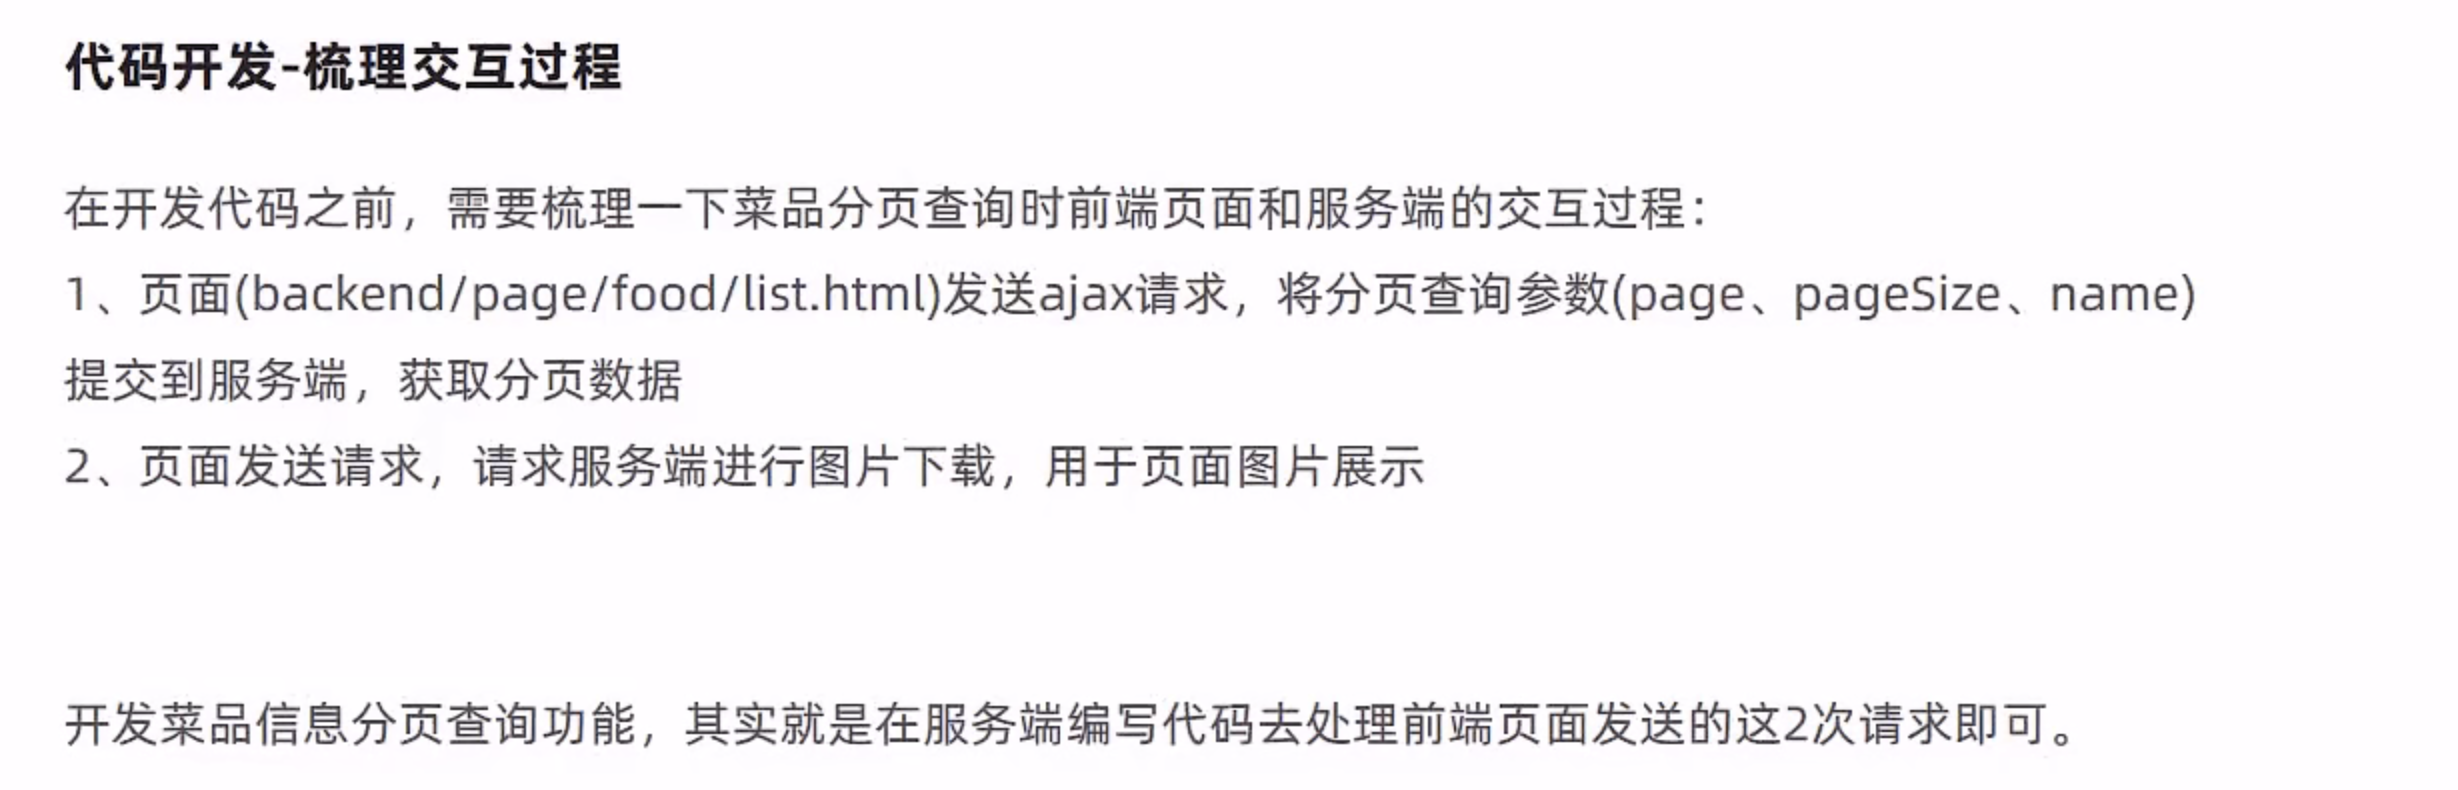 代码开发-梳理交互过程
在开发代码之前，需要梳理一下菜品分页查询时前端页面和服务端的交互过程：
1、页面(backend/page/food/list.html)发送ajax请求，将分页查询参数(page、pageSize、name)
提交到服务端，获取分页数据
2、页面发送请求，请求服务端进行图片下载，用于页面图片展示
开发菜品信息分页查询功能，其实就是在服务端编写代码去处理前端页面发送的这2次请求即可。